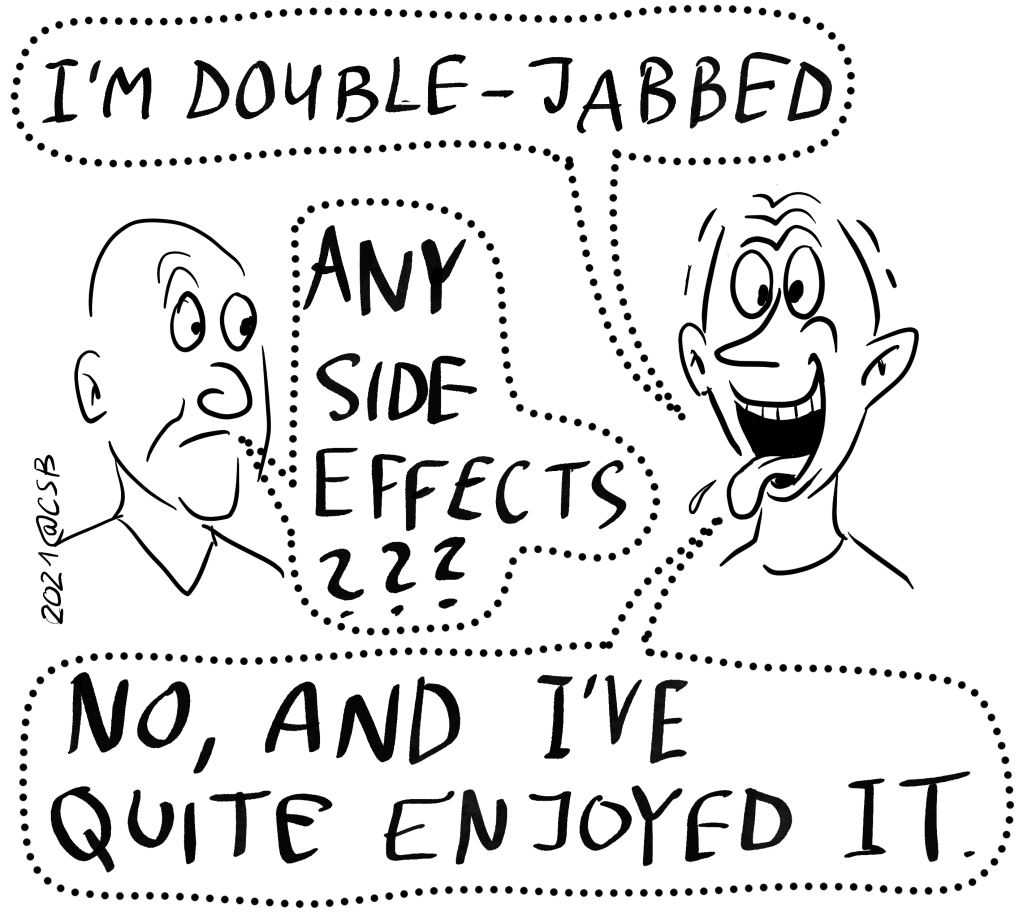 I'M DOUBLE-JABBED
ANY
SIDE
EFFECTS
???
NO, AND I'VE
QUITE ENJOYED IT.
2021@CSB